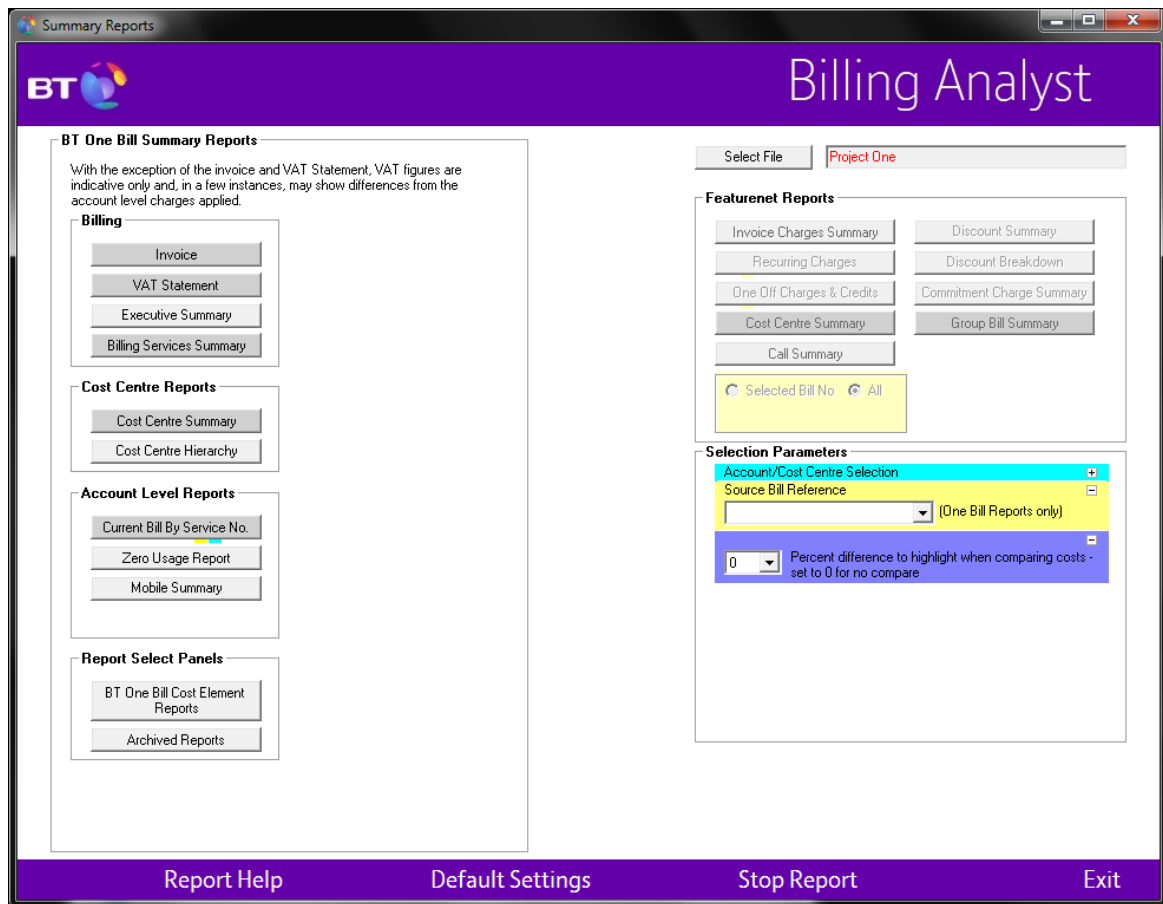 Summary Reports
BT
Billing Analyst
BT One Bill Summary Reports
With the exception of the invoice and VAT Statement, VAT figures are
indicative only and, in a few instances, may show differences from the
account level charges applied.
Billing
Invoice
VAT Statement
Executive Summary
Billing Services Summary
Cost Centre Reports
Cost Centre Summary
Cost Centre Hierarchy
Account Level Reports
Current Bill By Service No.
Zero Usage Report
Mobile Summary
Report Select Panels
BT One Bill Cost Element
Reports
Archived Reports
Select File
Project One
Featurenet Reports
Invoice Charges Summary
Discount Summary
Recurring Charges
Discount Breakdown
One Off Charges & Credits
Commitment Charge Summary
Cost Centre Summary
Group Bill Summary
Call Summary
Selected Bill No
All
Selection Parameters
Account/Cost Centre Selection
Source Bill Reference
(One Bill Reports only)
0
Percent difference to highlight when comparing costs -
set to 0 for no compare
Report Help
Default Settings
Stop Report
Exit